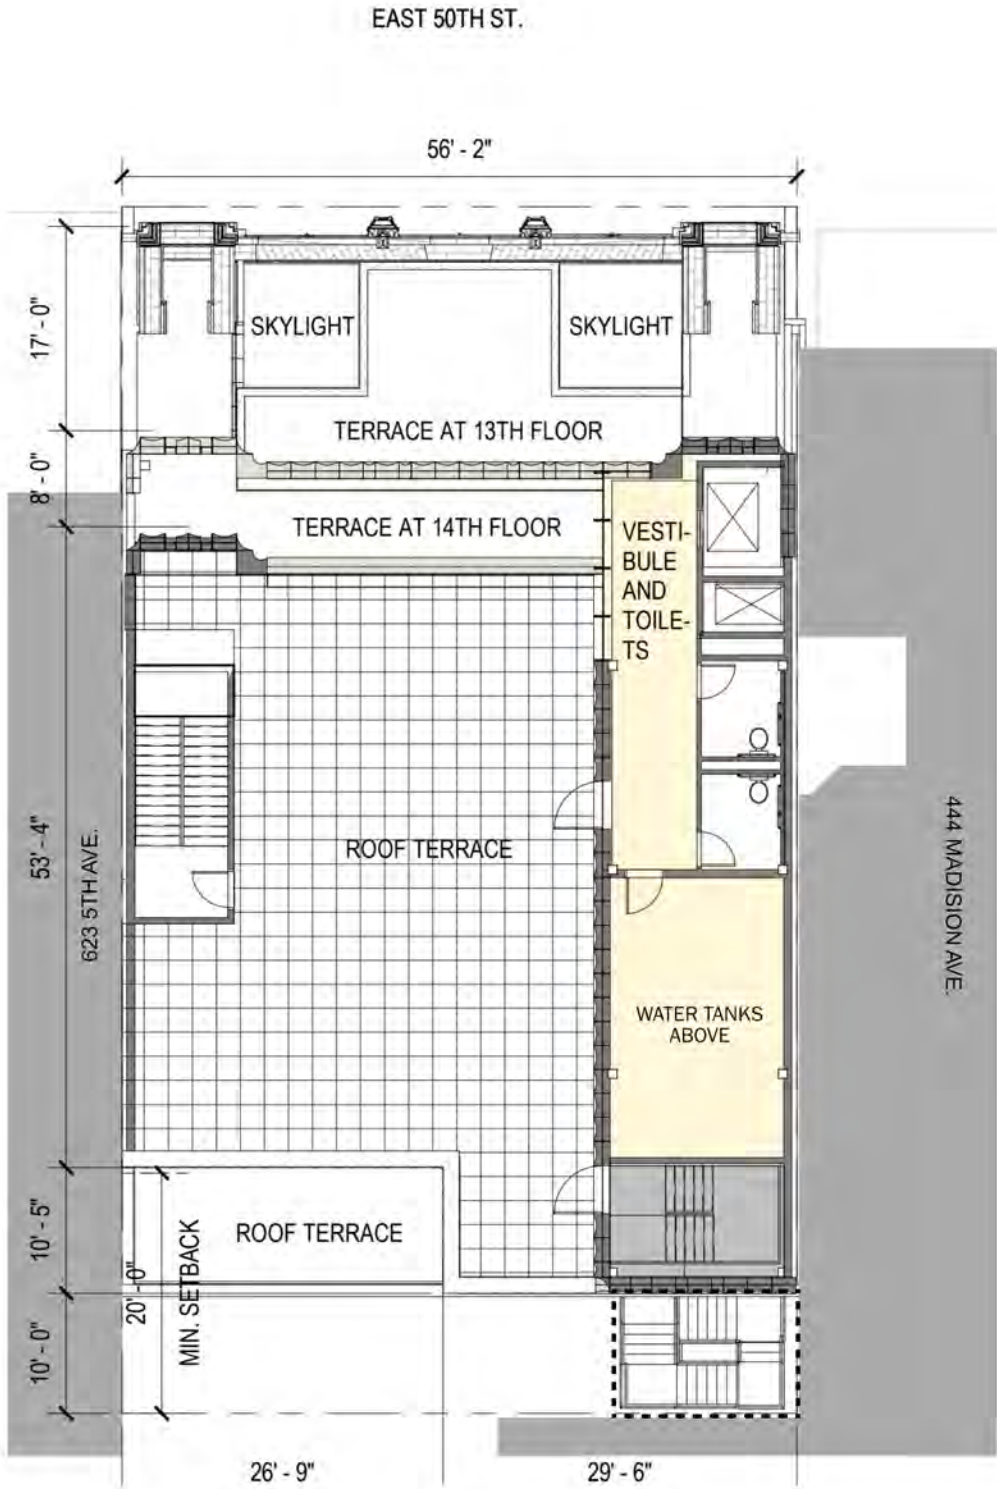 EAST 50TH ST.
56' - 2"
17' - 0"
SKYLIGHT
SKYLIGHT
TERRACE AT 13TH FLOOR
8' - 0"
TERRACE AT 14TH FLOOR
VESTI-
BULE
AND
TOILE-
TS
53' - 4"
623 5TH AVE.
ROOF TERRACE
444 MADISION AVE.
WATER TANKS
ABOVE
10' - 5"
ROOF TERRACE
20' - 0"
MIN. SETBACK
10' - 0"
26' - 9"
29' - 6"